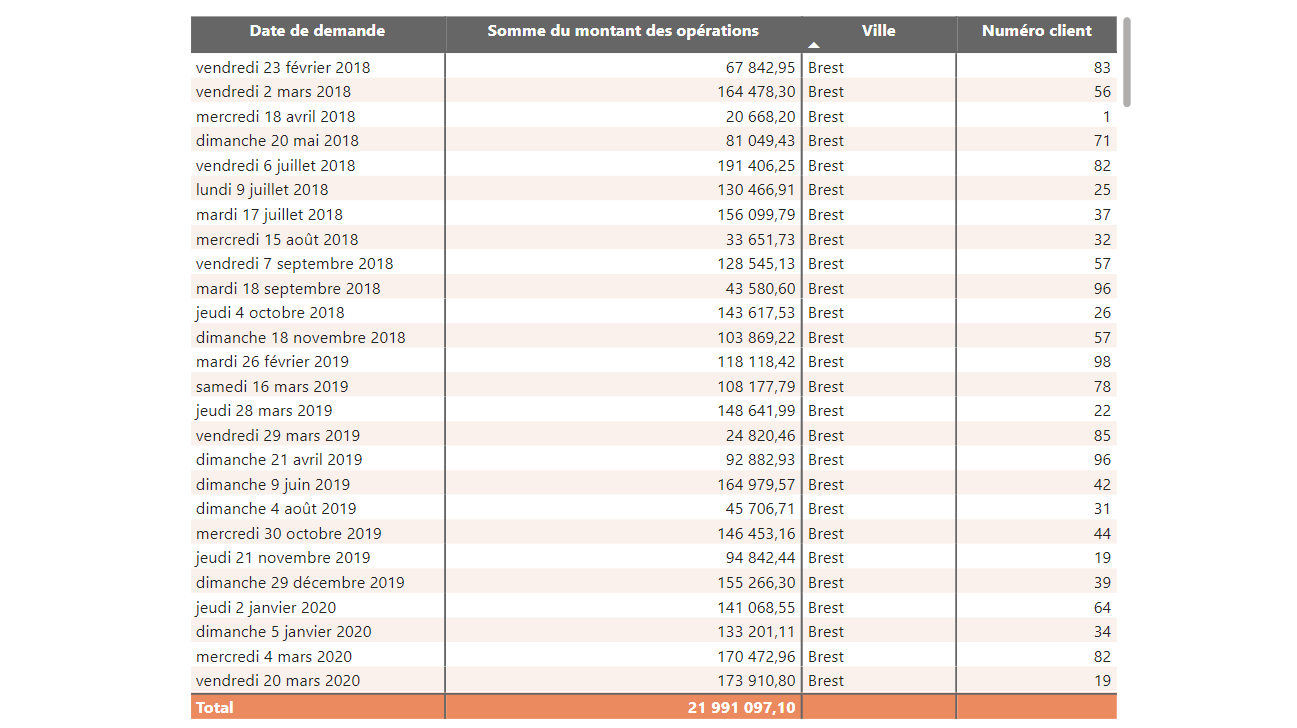 Date de demande Somme du montant des opérations Ville Numéro client
vendredi 23 février 2018 67 842,95 Brest 83
vendredi 2 mars 2018 164 478,30 Brest 56
mercredi 18 avril 2018 20 668,20 Brest 1
dimanche 20 mai 2018 81 049,43 Brest 71
vendredi 6 juillet 2018 191 406,25 Brest 82
lundi 9 juillet 2018 130 466,91 Brest 25
mardi 17 juillet 2018 156 099,79 Brest 37
mercredi 15 août 2018 33 651,73 Brest 32
vendredi 7 septembre 2018 128 545,13 Brest 57
mardi 18 septembre 2018 43 580,60 Brest 96
jeudi 4 octobre 2018 143 617,53 Brest 26
dimanche 18 novembre 2018 103 869,22 Brest 57
mardi 26 février 2019 118 118,42 Brest 98
samedi 16 mars 2019 108 177,79 Brest 78
jeudi 28 mars 2019 148 641,99 Brest 22
vendredi 29 mars 2019 24 820,46 Brest 85
dimanche 21 avril 2019 92 882,93 Brest 96
dimanche 9 juin 2019 164 979,57 Brest 42
dimanche 4 août 2019 45 706,71 Brest 31
mercredi 30 octobre 2019 146 453,16 Brest 44
jeudi 21 novembre 2019 94 842,44 Brest 19
dimanche 29 décembre 2019 155 266,30 Brest 39
jeudi 2 janvier 2020 141 068,55 Brest 64
dimanche 5 janvier 2020 133 201,11 Brest 34
mercredi 4 mars 2020 170 472,96 Brest 82
vendredi 20 mars 2020 173 910,80 Brest 19
Total 21 991 097,10